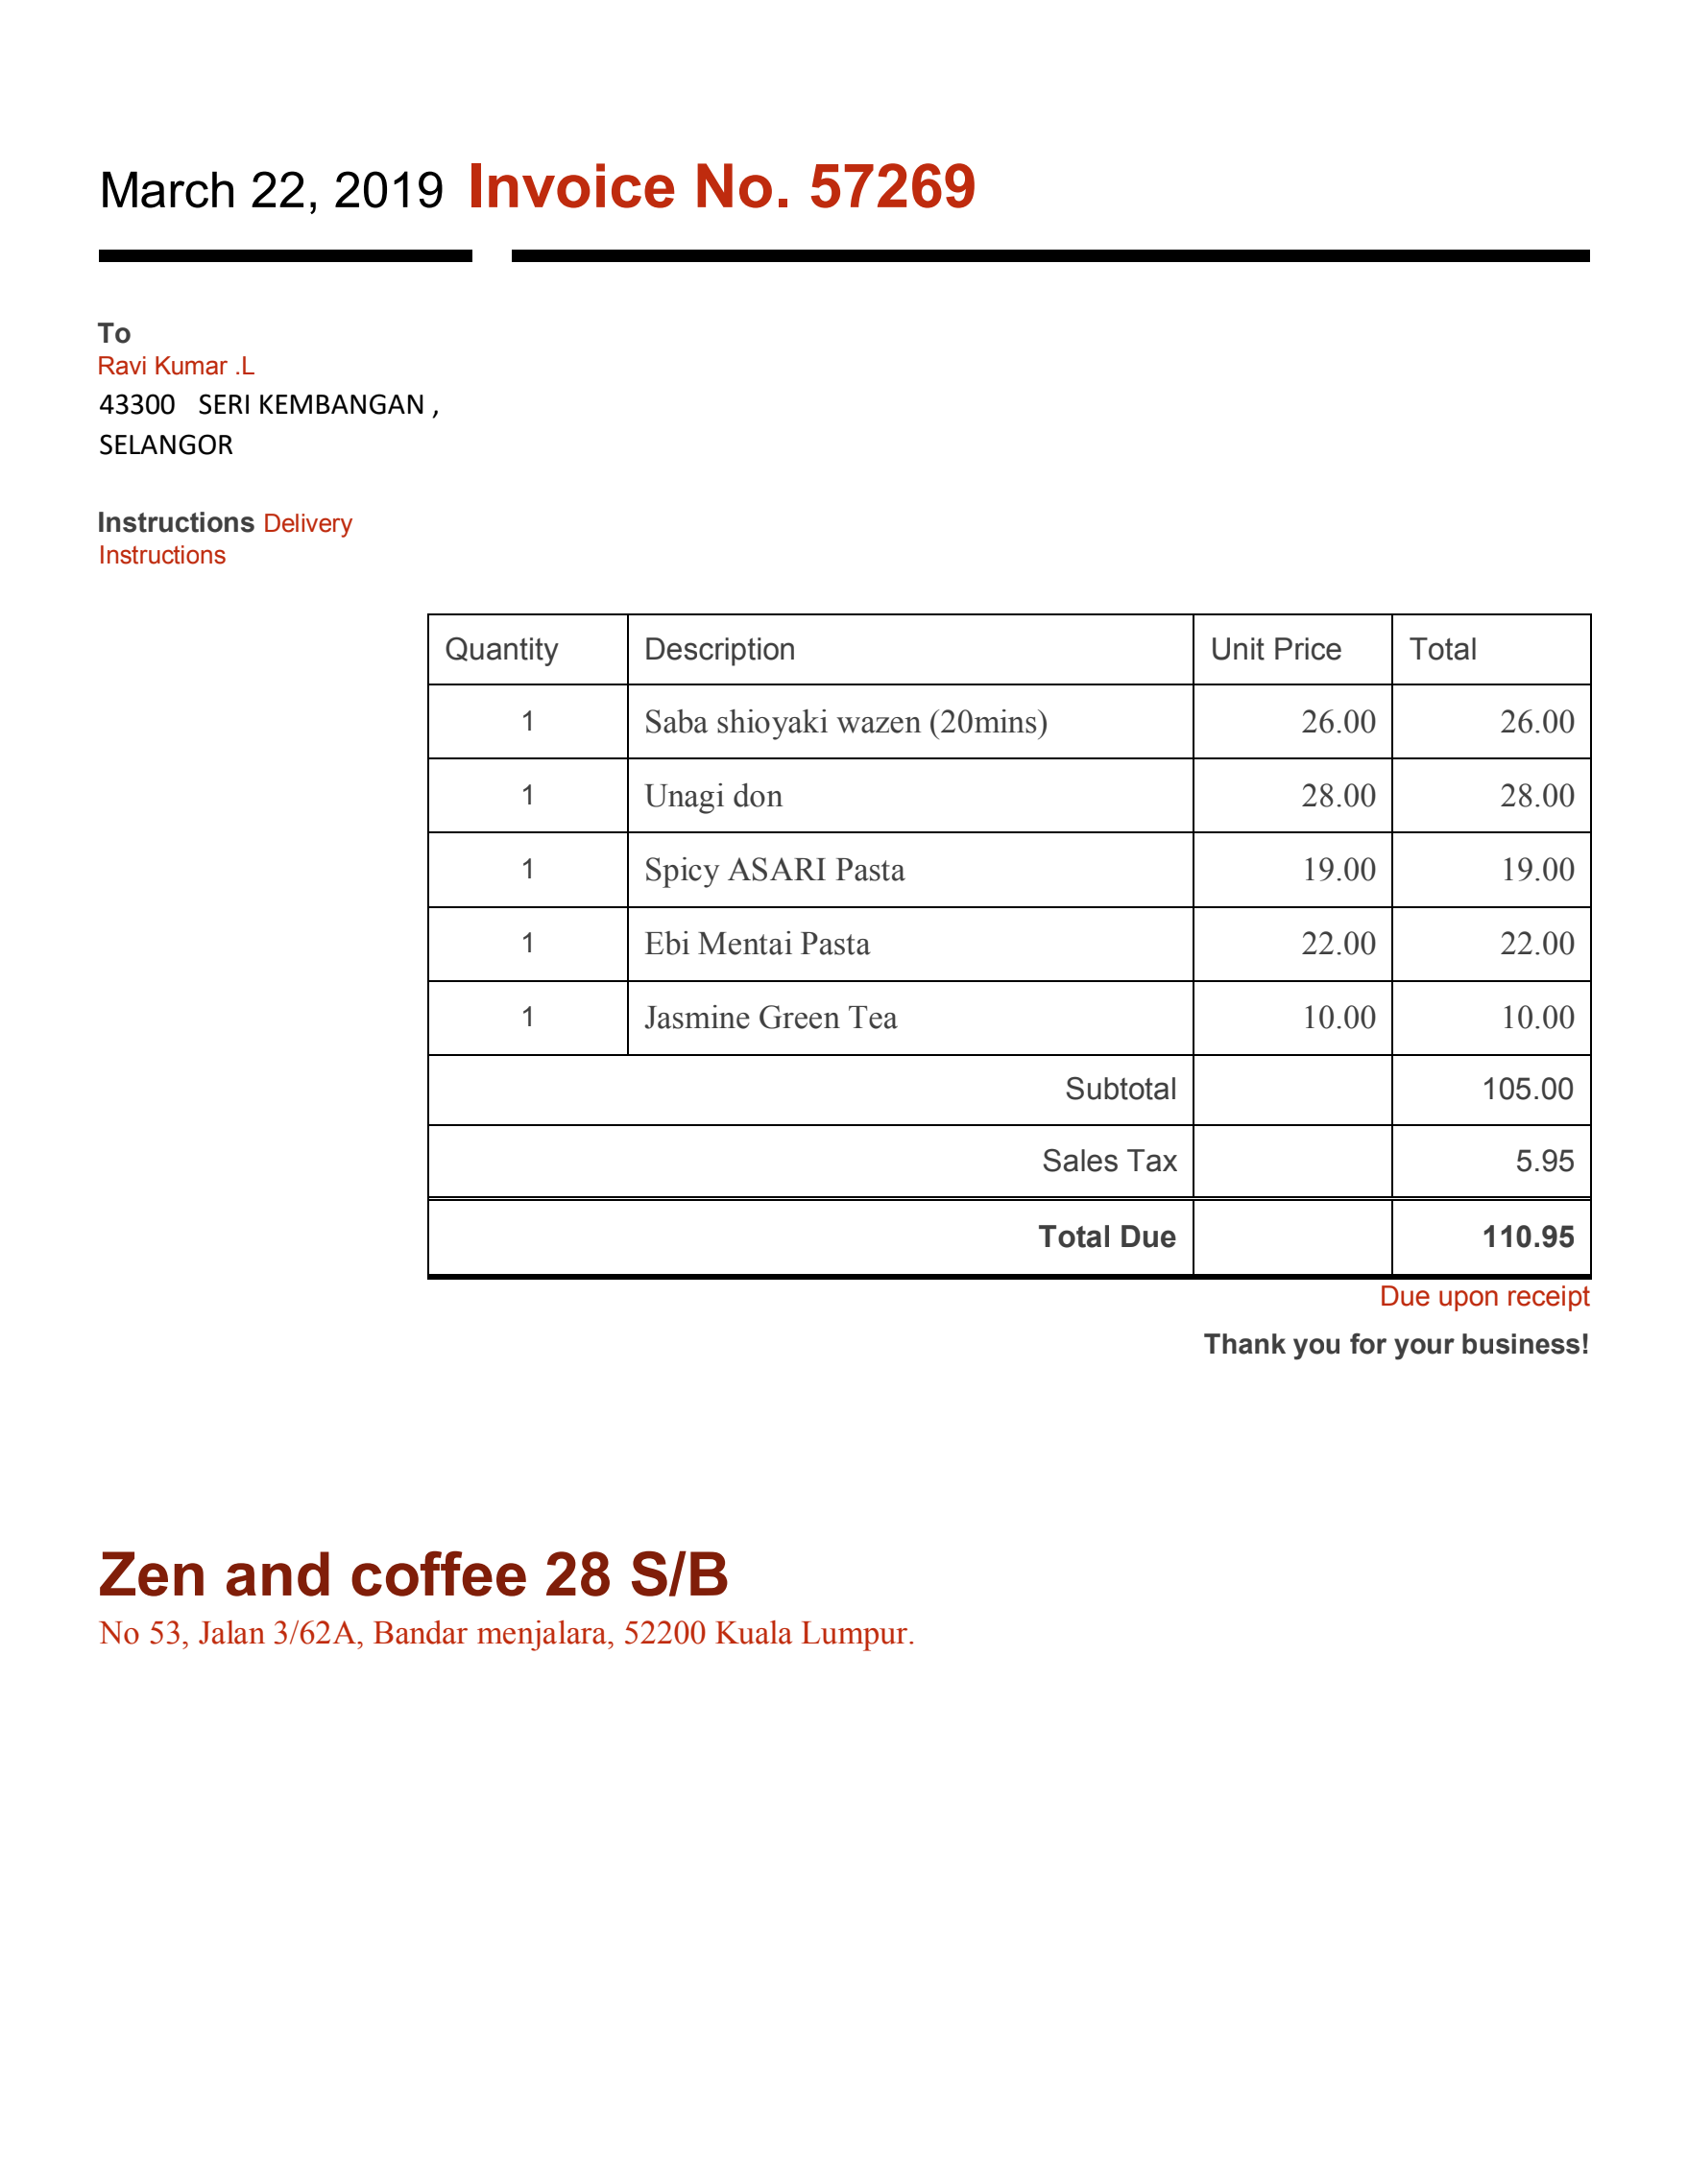 March 22, 2019 Invoice No. 57269
To
Ravi Kumar .L
43300 SERI KEMBANGAN ,
SELANGOR
Instructions Delivery
Instructions
Quantity Description Unit Price Total
1 Saba shioyaki wazen (20mins) 26.00 26.00
1 Unagi don 28.00 28.00
1 Spicy ASARI Pasta 19.00 19.00
1 Ebi Mentai Pasta 22.00 22.00
1 Jasmine Green Tea 10.00 10.00
Subtotal 105.00
Sales Tax 5.95
Total Due 110.95
Due upon receipt
Thank you for your business!
Zen and coffee 28 S/B
No 53, Jalan 3/62A, Bandar menjalara, 52200 Kuala Lumpur.